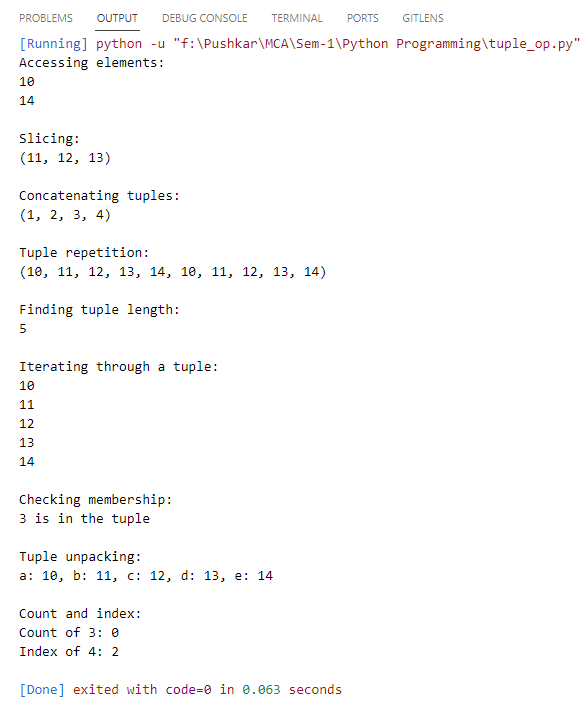 PROBLEMS OUTPUT DEBUG CONSOLE TERMINAL PORTS GITLENS
[Running] python -u "f:\Pushkar\MCA\Sem-1\Python Programming\tuple_op.py"
Accessing elements:
10
14
Slicing:
(11, 12, 13)
Concatenating tuples:
(1, 2, 3, 4)
Tuple repetition:
(10, 11, 12, 13, 14, 10, 11, 12, 13, 14)
Finding tuple length:
5
Iterating through a tuple:
10
11
12
13
14
Checking membership:
3 is in the tuple
Tuple unpacking:
a: 10, b: 11, c: 12, d: 13, e: 14
Count and index:
Count of 3: 0
Index of 4: 2
[Done] exited with code=0 in 0.063 seconds